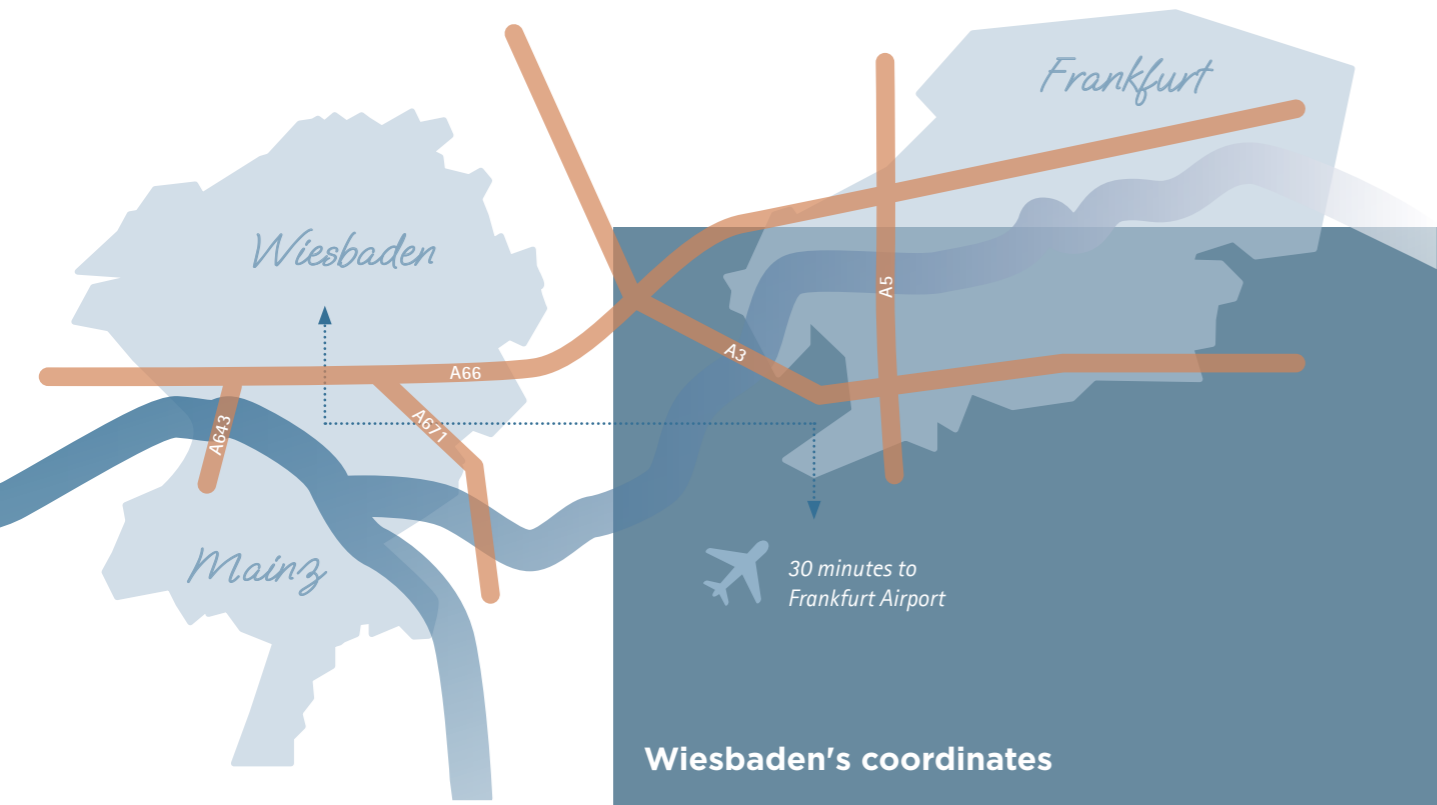 Frankfurt
Wiesbaden
A5
A3
A66
A643
A671
Mainz
30 minutes to
Frankfurt Airport
Wiesbaden's coordinates